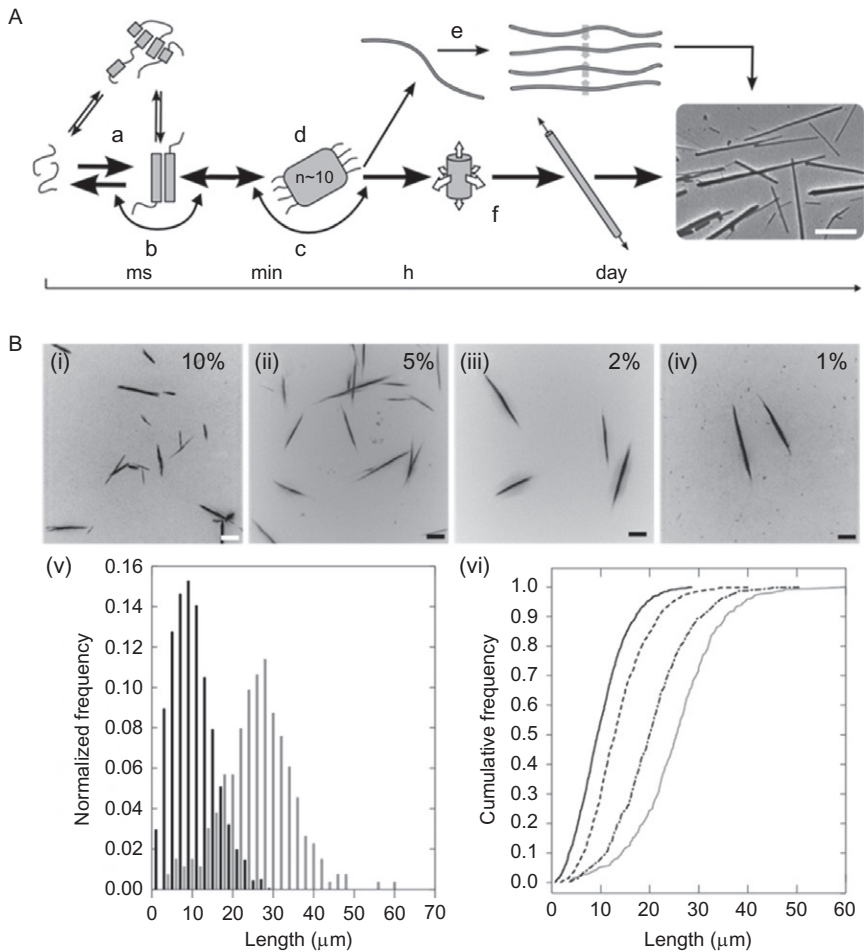 A
a
b
c
d
n~10
e
f
ms
min
h
day
B
(i) 10%
(ii) 5%
(iii) 2%
(iv) 1%
(v)
0.16
0.14
0.12
0.10
0.08
0.06
0.04
0.02
0.00
Normalized frequency
0 10 20 30 40 50 60 70
Length (μm)
(vi)
1.0
0.9
0.8
0.7
0.6
0.5
0.4
0.3
0.2
0.1
0.0
Cumulative frequency
0 10 20 30 40 50 60
Length (μm)